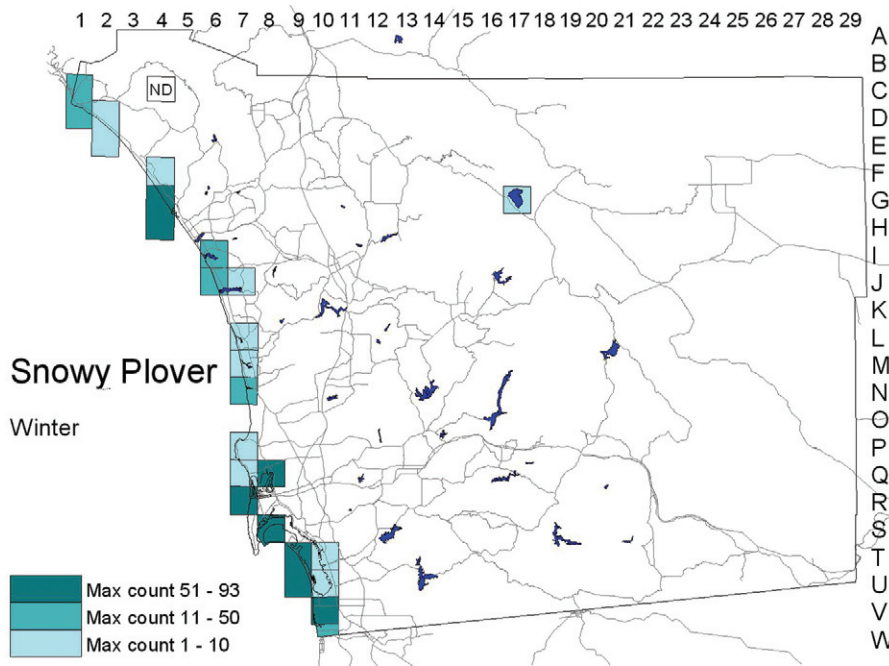 1 2 3 4 5 6 7 8 9 10 11 12 13 14 15 16 17 18 19 20 21 22 23 24 25 26 27 28 29
A
B
C
ND
D
E
F
G
H
I
J
K
L
Snowy Plover
M
N
Winter
O
P
Q
R
S
T
Max count 51 - 93
U
Max count 11 - 50
V
Max count 1 - 10
W